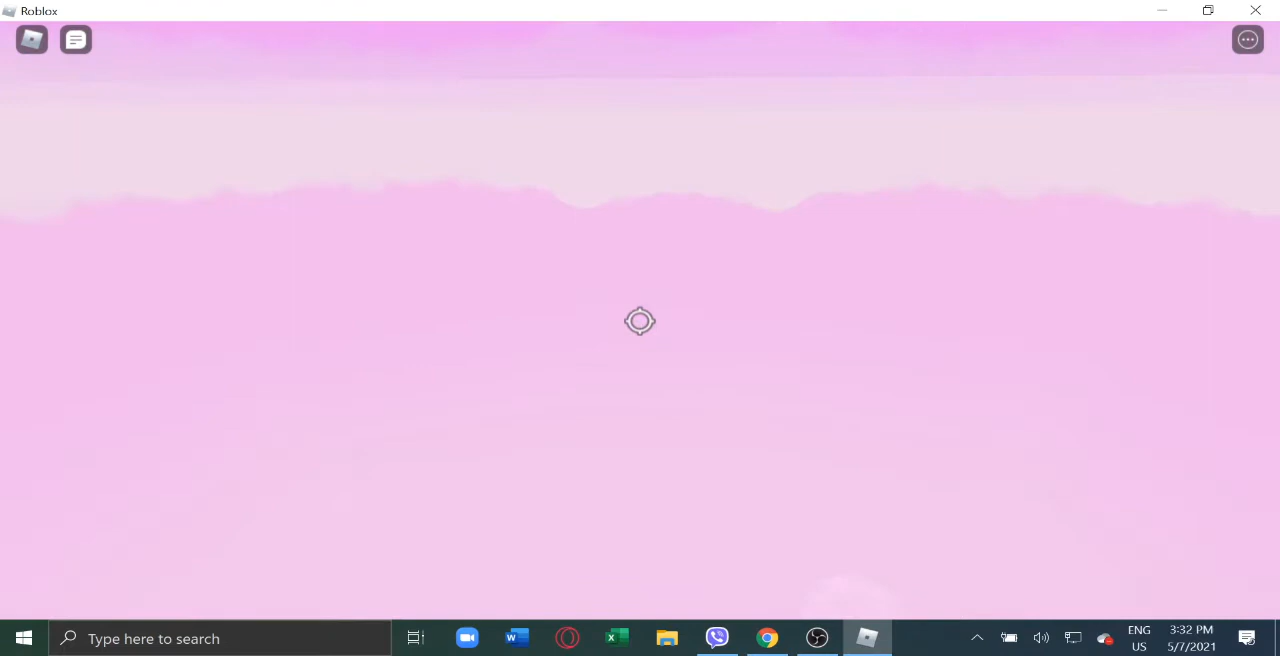 Roblox
Type here to search
W
X
ENG
US
3:32 PM
5/7/2021